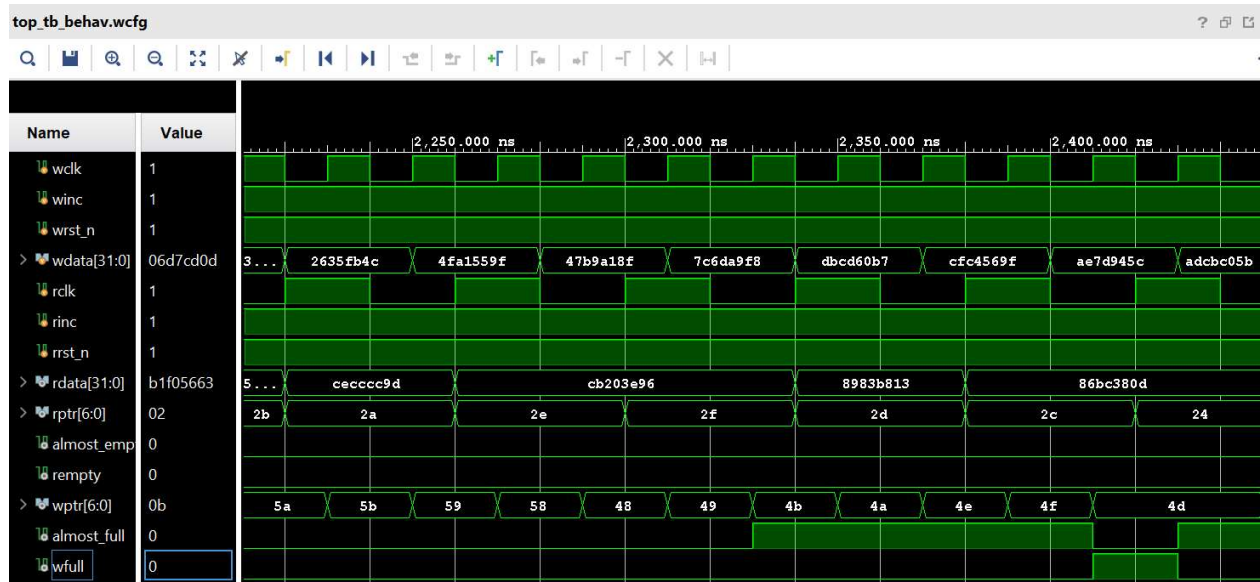 top_tb_behav.wcfg
?
Name Value
2,250.000 ns 2,300.000 ns 2,350.000 ns 2,400.000 ns
wclk 1
winc 1
wrst_n 1
wdata[31:0] 06d7cd0d 3... 2635fb4c 4fa1559f 47b9a18f 7c6da9f8 dbcd60b7 cfc4569f ae7d945c adcbc05b
rclk 1
rinc 1
rrst_n 1
rdata[31:0] b1f05663 5... cecccc9d cb203e96 8983b813 86bc380d
rptr[6:0] 02 2b 2a 2e 2f 2d 2c 24
almost_emp 0
rempty 0
wptr[6:0] 0b 5a 5b 59 58 48 49 4b 4a 4e 4f 4d
almost_full 0
wfull 0